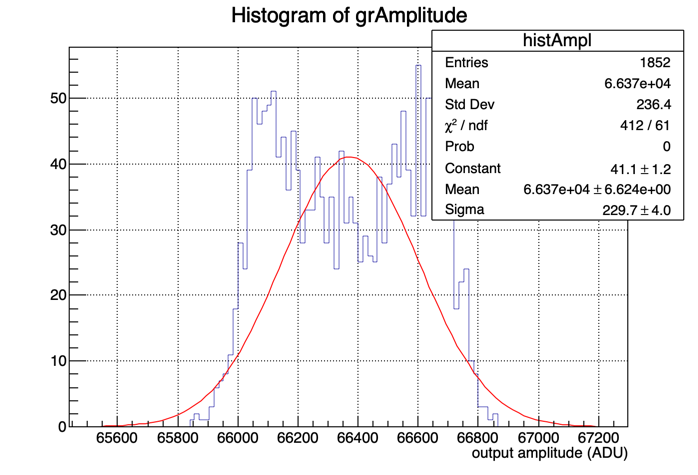 Histogram of grAmplitude
histAmpl
Entries 1852
Mean 6.637e+04
Std Dev 236.4
χ² / ndf 412 / 61
Prob 0
Constant 41.1 ± 1.2
Mean 6.637e+04 ± 6.624e+00
Sigma 229.7 ± 4.0
50
40
30
20
10
0
65600 65800 66000 66200 66400 66600 66800 67000 67200
output amplitude (ADU)